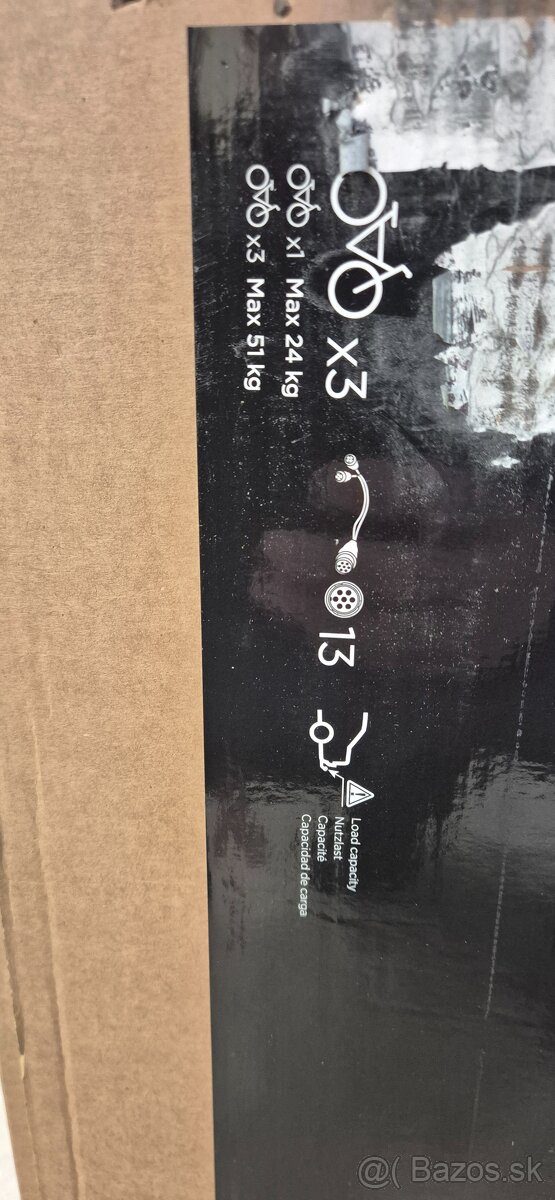 x3
x1 Max 24 kg
x3 Max 51 kg
13
Load capacity
Nutzlast
Capacité
Capacidad de carga
@( Bazos.sk